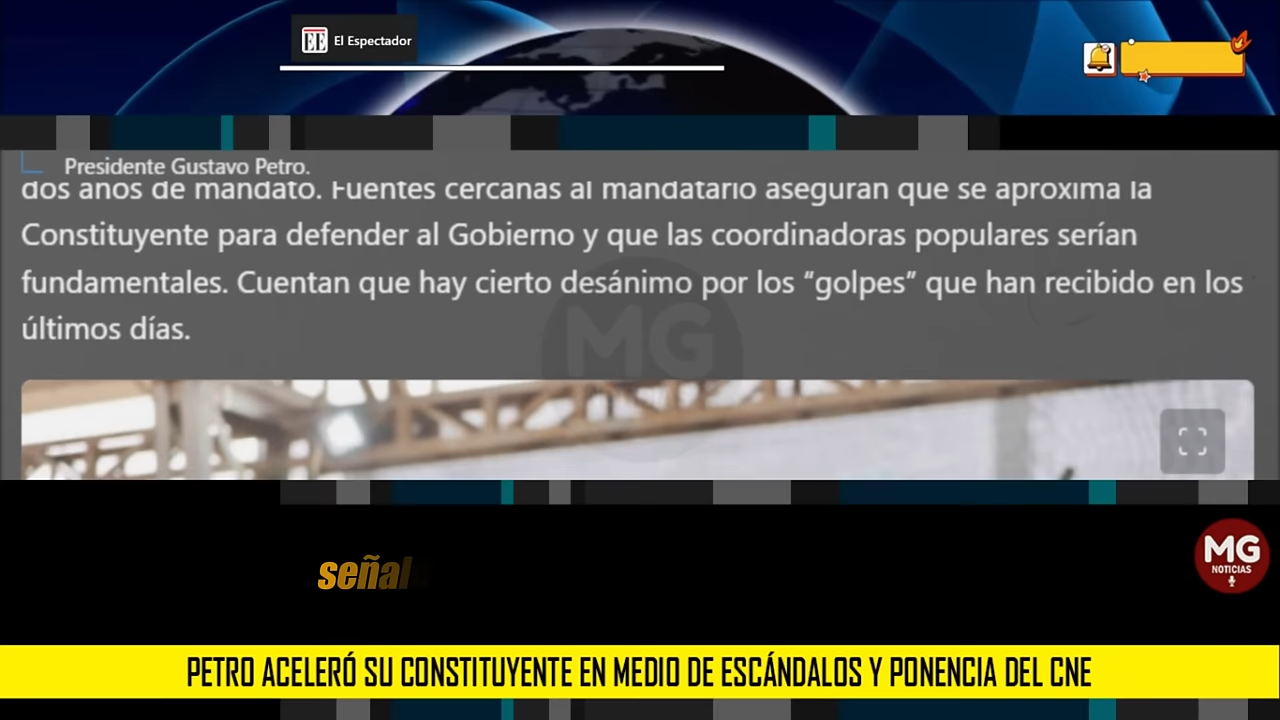 EE El Espectador
Presidente Gustavo Petro.
dos años de mandato. Fuentes cercanas al mandatario aseguran que se aproxima la
Constituyente para defender al Gobierno y que las coordinadoras populares serían
fundamentales. Cuentan que hay cierto desánimo por los “golpes” que han recibido en los
últimos días.
MG
señal
MG
NOTICIAS
PETRO ACELERÓ SU CONSTITUYENTE EN MEDIO DE ESCÁNDALOS Y PONENCIA DEL CNE